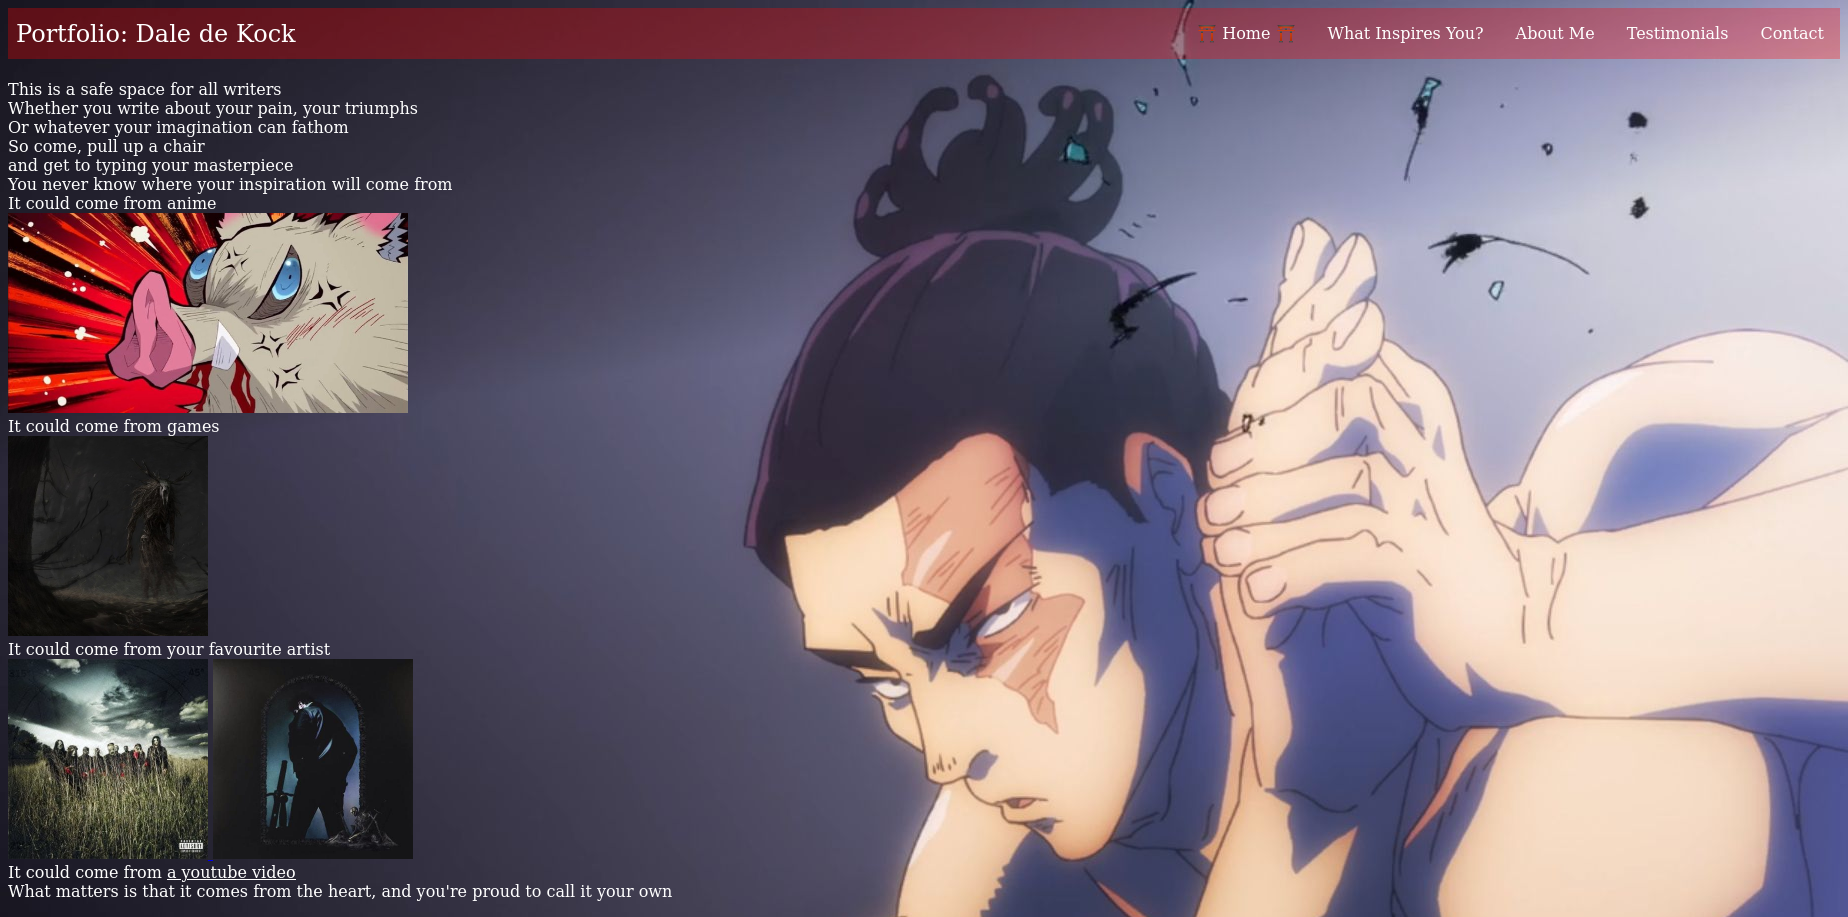 Portfolio: Dale de Kock
⛩️ Home ⛩️ What Inspires You? About Me Testimonials Contact
This is a safe space for all writers
Whether you write about your pain, your triumphs
Or whatever your imagination can fathom
So come, pull up a chair
and get to typing your masterpiece
You never know where your inspiration will come from
It could come from anime
It could come from games
It could come from your favourite artist
It could come from a youtube video
What matters is that it comes from the heart, and you're proud to call it your own